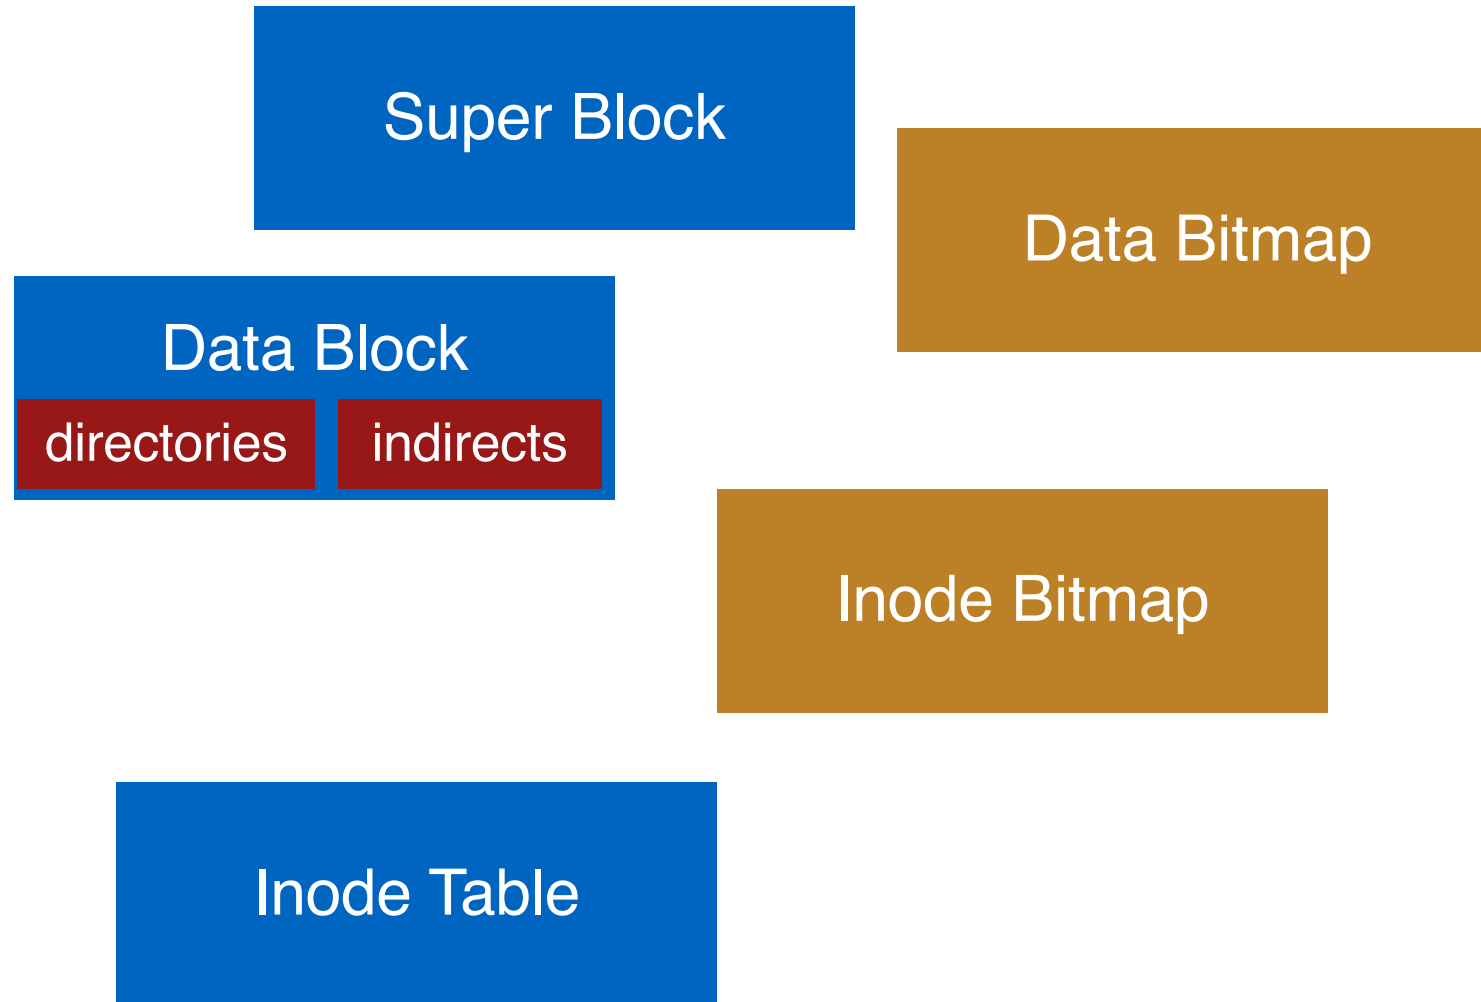 Super Block
Data Bitmap
Data Block
directories
indirects
Inode Bitmap
Inode Table